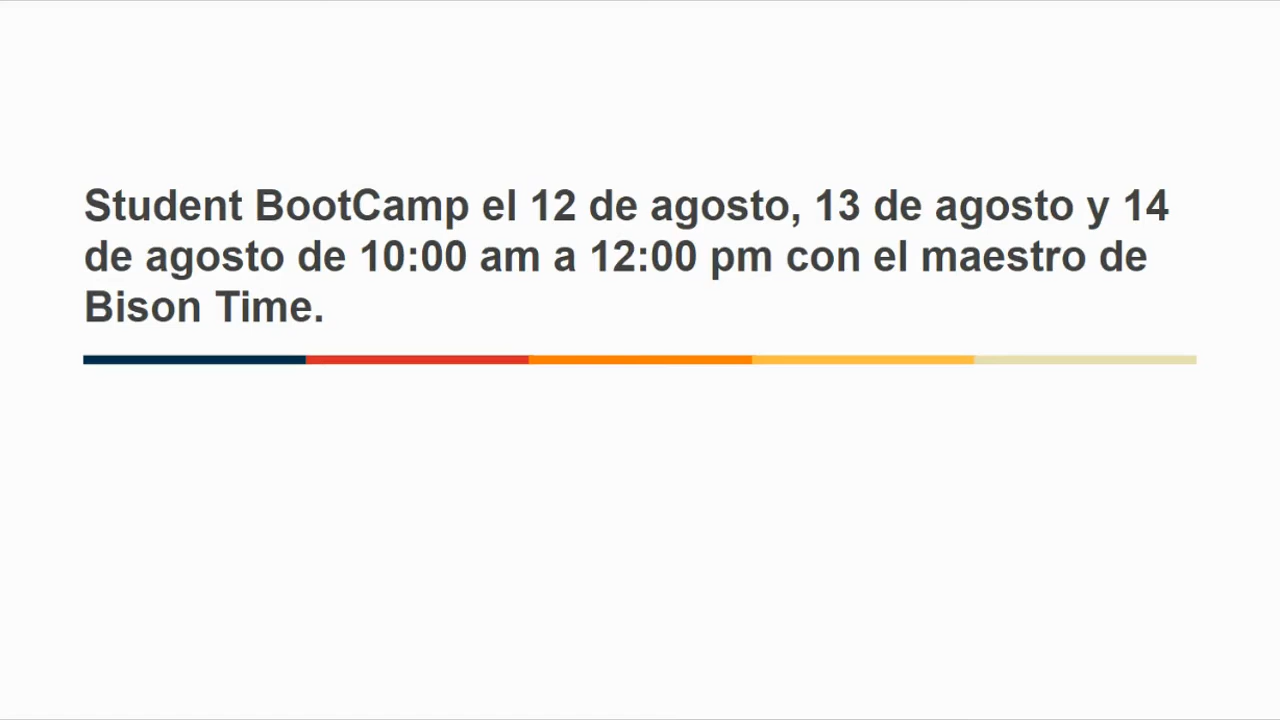 Student BootCamp el 12 de agosto, 13 de agosto y 14
de agosto de 10:00 am a 12:00 pm con el maestro de
Bison Time.